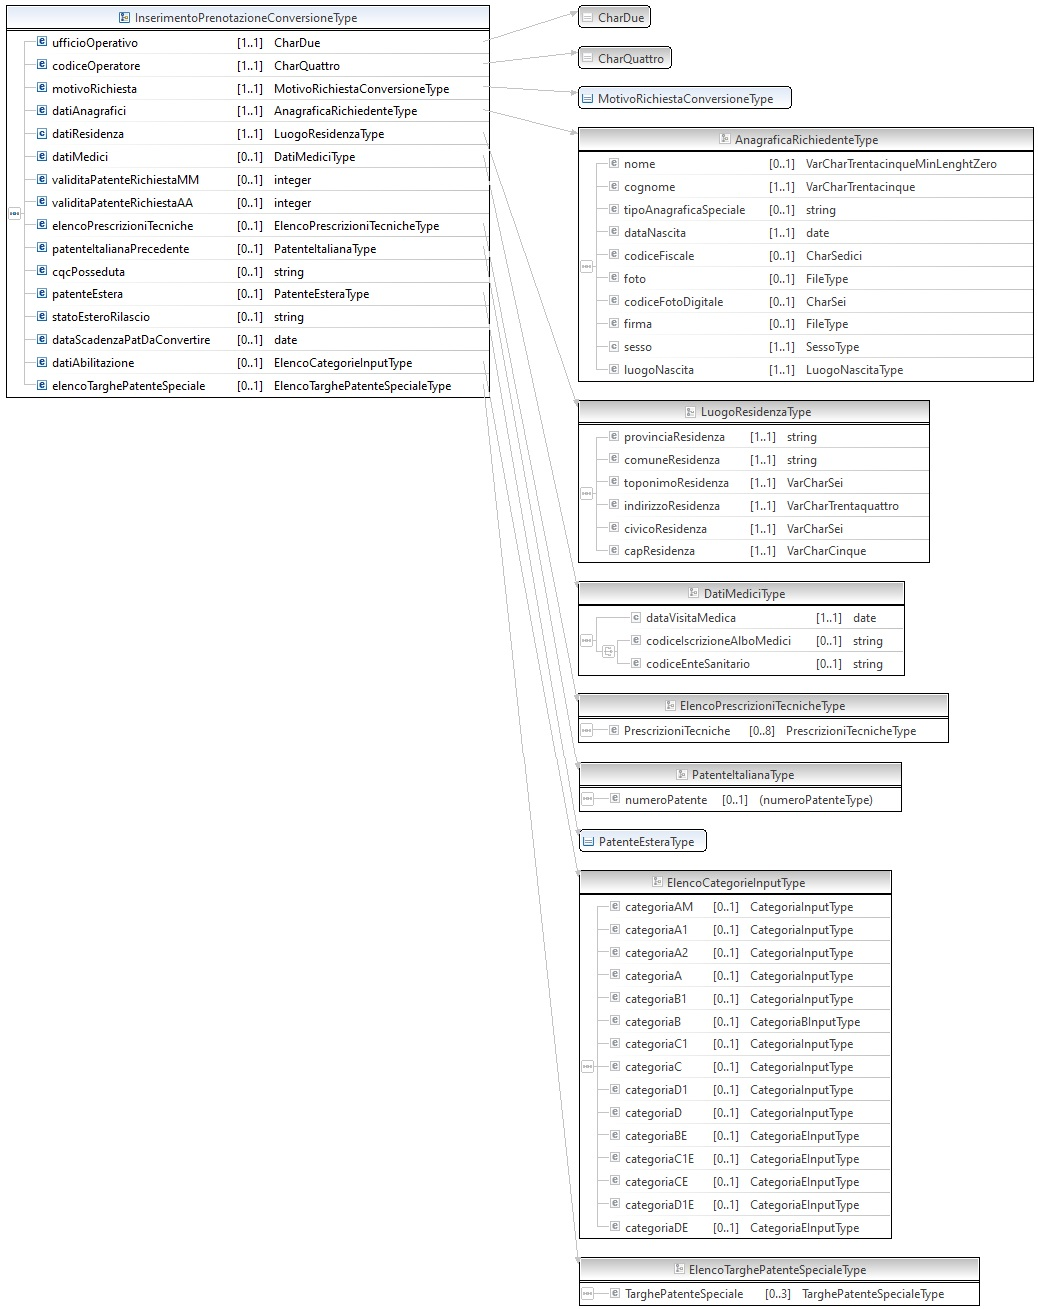 InserimentoPrenotazioneConversioneType
ufficioOperativo [1..1] CharDue
codiceOperatore [1..1] CharQuattro
motivoRichiesta [1..1] MotivoRichiestaConversioneType
datiAnagrafici [1..1] AnagraficaRichiedenteType
datiResidenza [1..1] LuogoResidenzaType
datiMedici [0..1] DatiMediciType
validitaPatenteRichiestaMM [0..1] integer
validitaPatenteRichiestaAA [0..1] integer
elencoPrescrizioniTecniche [0..1] ElencoPrescrizioniTecnicheType
patenteItalianaPrecedente [0..1] PatenteItalianaType
cqcPosseduta [0..1] string
patenteEstera [0..1] PatenteEsteraType
statoEsteroRilascio [0..1] string
dataScadenzaPatDaConvertire [0..1] date
datiAbilitazione [0..1] ElencoCategorieInputType
elencoTarghePatenteSpeciale [0..1] ElencoTarghePatenteSpecialeType
CharDue
CharQuattro
MotivoRichiestaConversioneType
AnagraficaRichiedenteType
nome [0..1] VarCharTrentacinqueMinLenghtZero
cognome [1..1] VarCharTrentacinque
tipoAnagraficaSpeciale [0..1] string
dataNascita [1..1] date
codiceFiscale [0..1] CharSedici
foto [0..1] FileType
codiceFotoDigitale [0..1] CharSei
firma [0..1] FileType
sesso [1..1] SessoType
luogoNascita [1..1] LuogoNascitaType
LuogoResidenzaType
provinciaResidenza [1..1] string
comuneResidenza [1..1] string
toponimoResidenza [1..1] VarCharSei
indirizzoResidenza [1..1] VarCharTrentaquattro
civicoResidenza [1..1] VarCharSei
capResidenza [1..1] VarCharCinque
DatiMediciType
dataVisitaMedica [1..1] date
codiceIscrizioneAlboMedici [0..1] string
codiceEnteSanitario [0..1] string
ElencoPrescrizioniTecnicheType
PrescrizioniTecniche [0..8] PrescrizioniTecnicheType
PatenteItalianaType
numeroPatente [0..1] (numeroPatenteType)
PatenteEsteraType
ElencoCategorieInputType
categoriaAM [0..1] CategoriaInputType
categoriaA1 [0..1] CategoriaInputType
categoriaA2 [0..1] CategoriaInputType
categoriaA [0..1] CategoriaInputType
categoriaB1 [0..1] CategoriaInputType
categoriaB [0..1] CategoriaBInputType
categoriaC1 [0..1] CategoriaInputType
categoriaC [0..1] CategoriaInputType
categoriaD1 [0..1] CategoriaInputType
categoriaD [0..1] CategoriaInputType
categoriaBE [0..1] CategoriaEInputType
categoriaC1E [0..1] CategoriaEInputType
categoriaCE [0..1] CategoriaEInputType
categoriaD1E [0..1] CategoriaEInputType
categoriaDE [0..1] CategoriaEInputType
ElencoTarghePatenteSpecialeType
TarghePatenteSpeciale [0..3] TarghePatenteSpecialeType